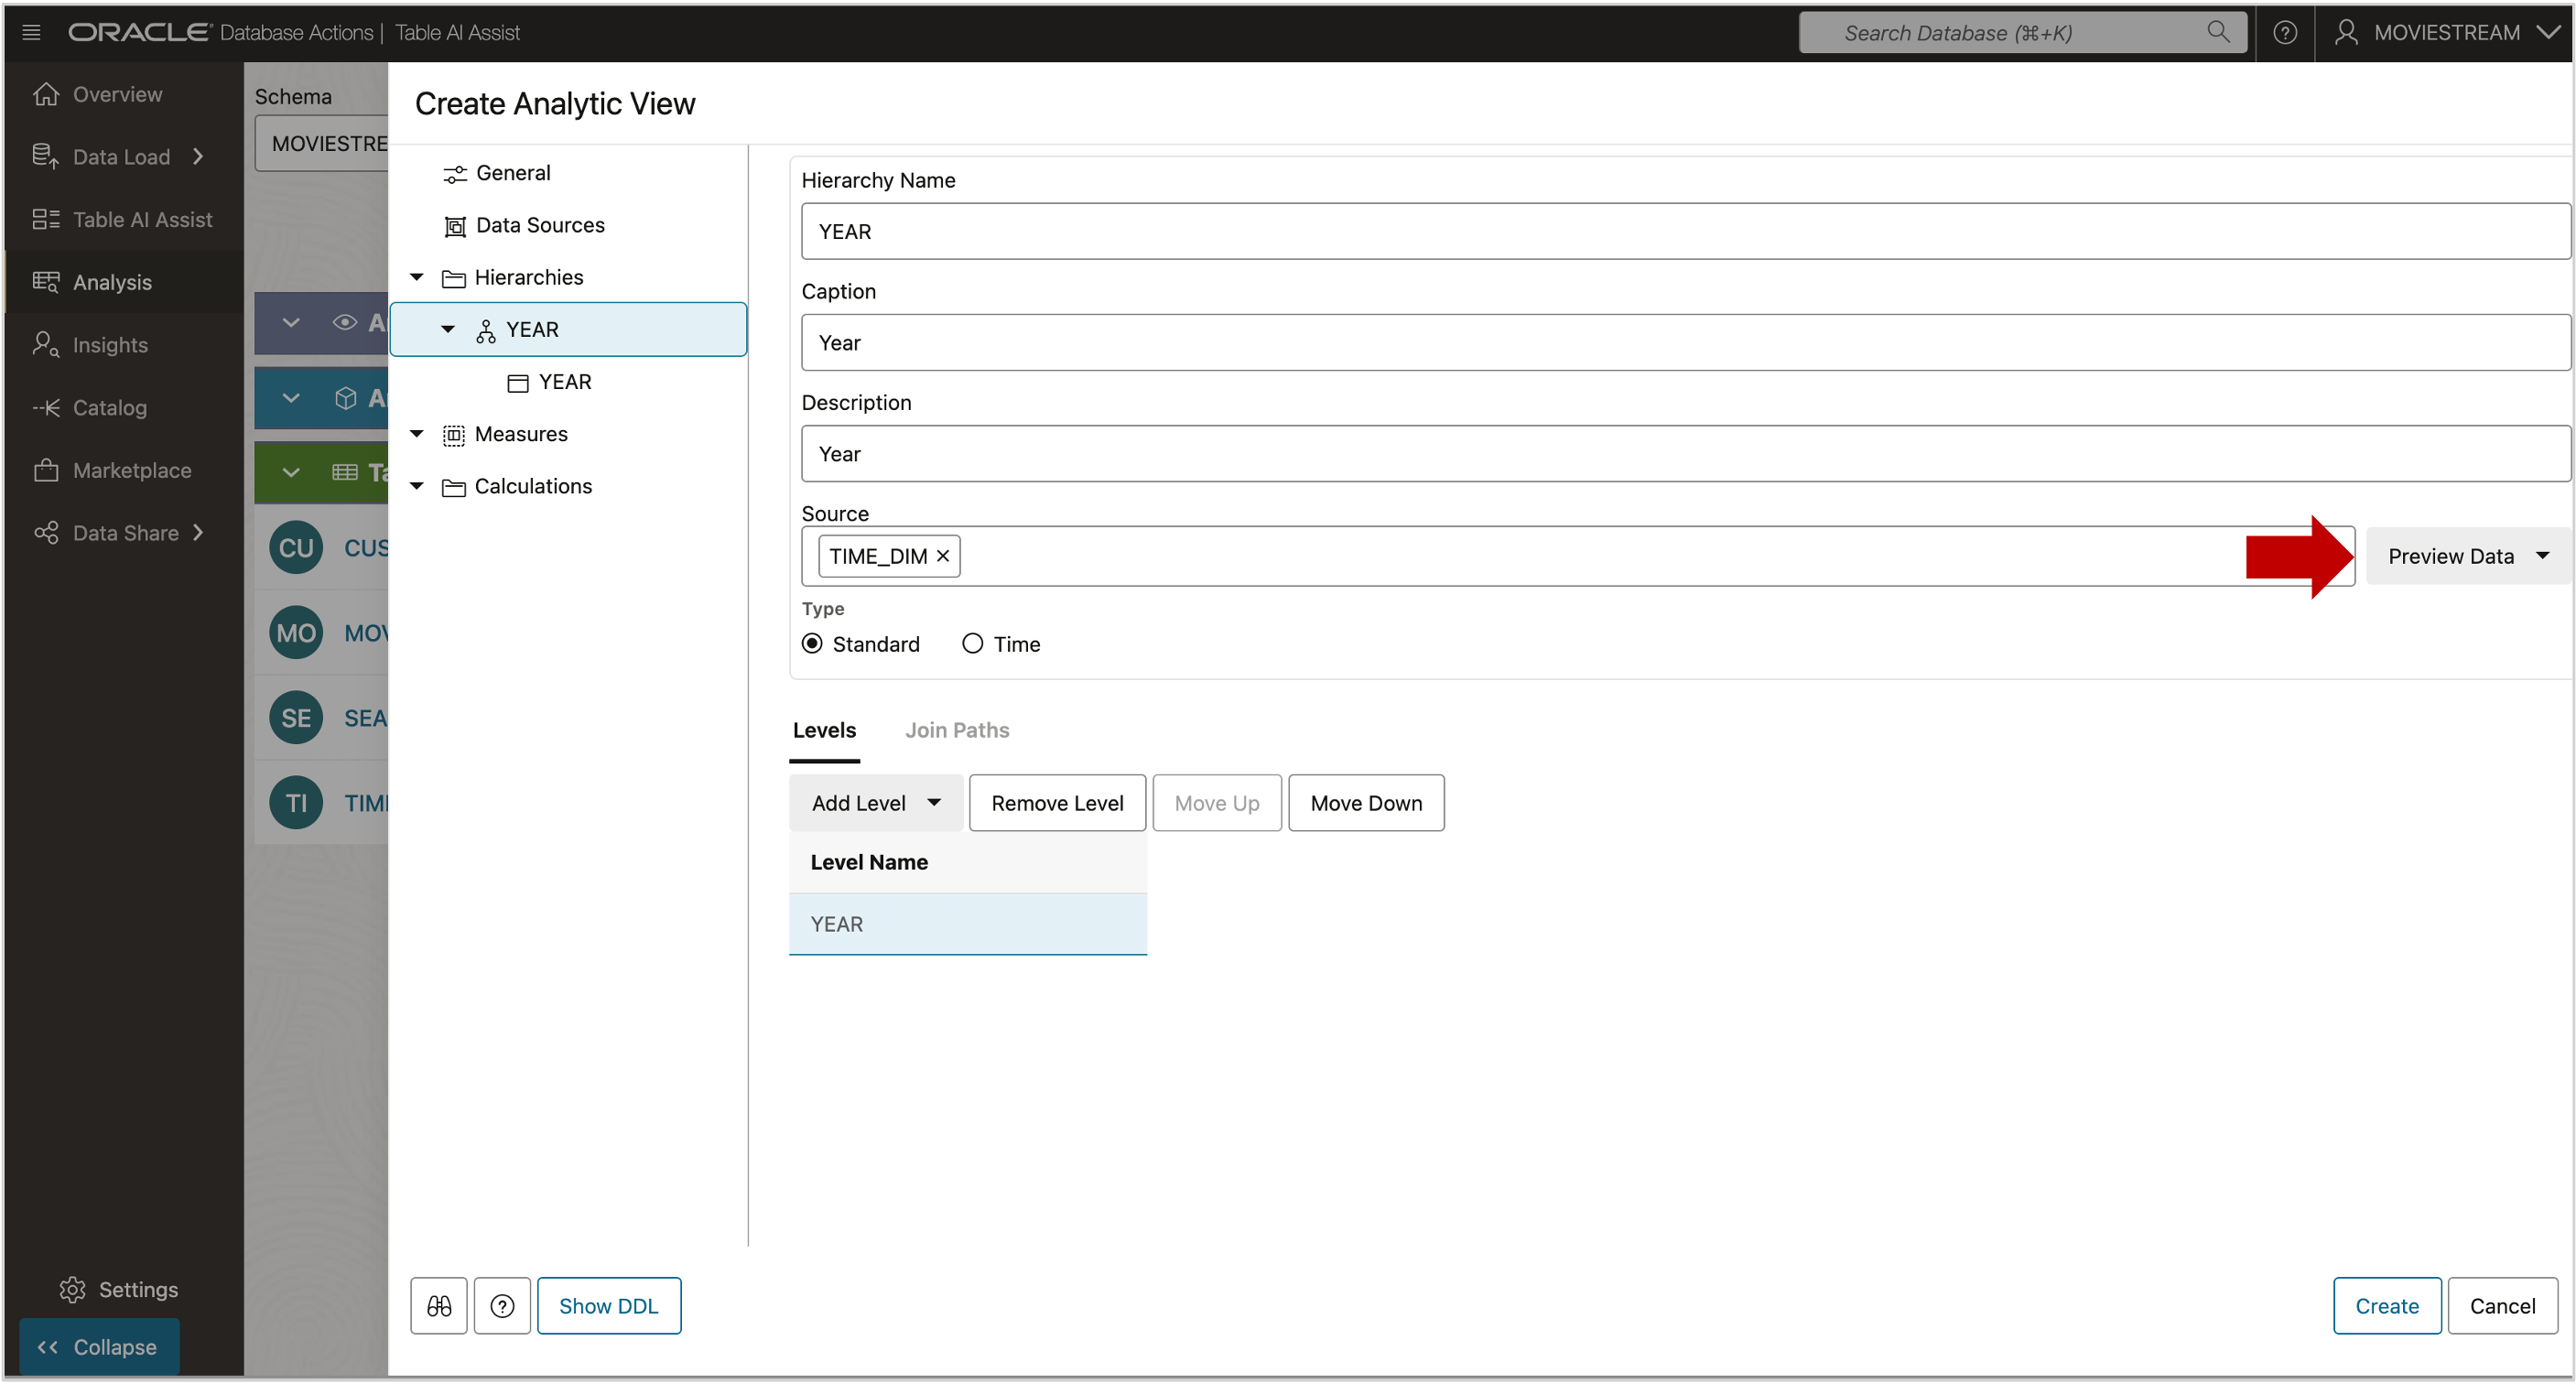 ORACLE Database Actions | Table AI Assist
Search Database (⌘+K)
MOVIESTREAM
Overview
Data Load
Table AI Assist
Analysis
Insights
Catalog
Marketplace
Data Share
Settings
Collapse
Schema
MOVIESTRE
A
A
Ta
CU CUS
MO MOV
SE SEA
TI TIM
Create Analytic View
General
Data Sources
Hierarchies
YEAR
YEAR
Measures
Calculations
Hierarchy Name
YEAR
Caption
Year
Description
Year
Source
TIME_DIM
Preview Data
Type
Standard Time
Levels Join Paths
Add Level Remove Level Move Up Move Down
Level Name
YEAR
Show DDL
Create Cancel